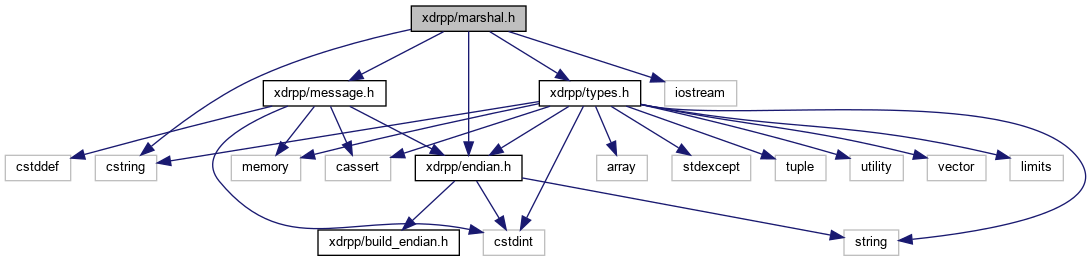 xdrpp/marshal.h
xdrpp/message.h
xdrpp/types.h
iostream
cstddef
cstring
memory
cassert
xdrpp/endian.h
array
stdexcept
tuple
utility
vector
limits
xdrpp/build_endian.h
cstdint
string